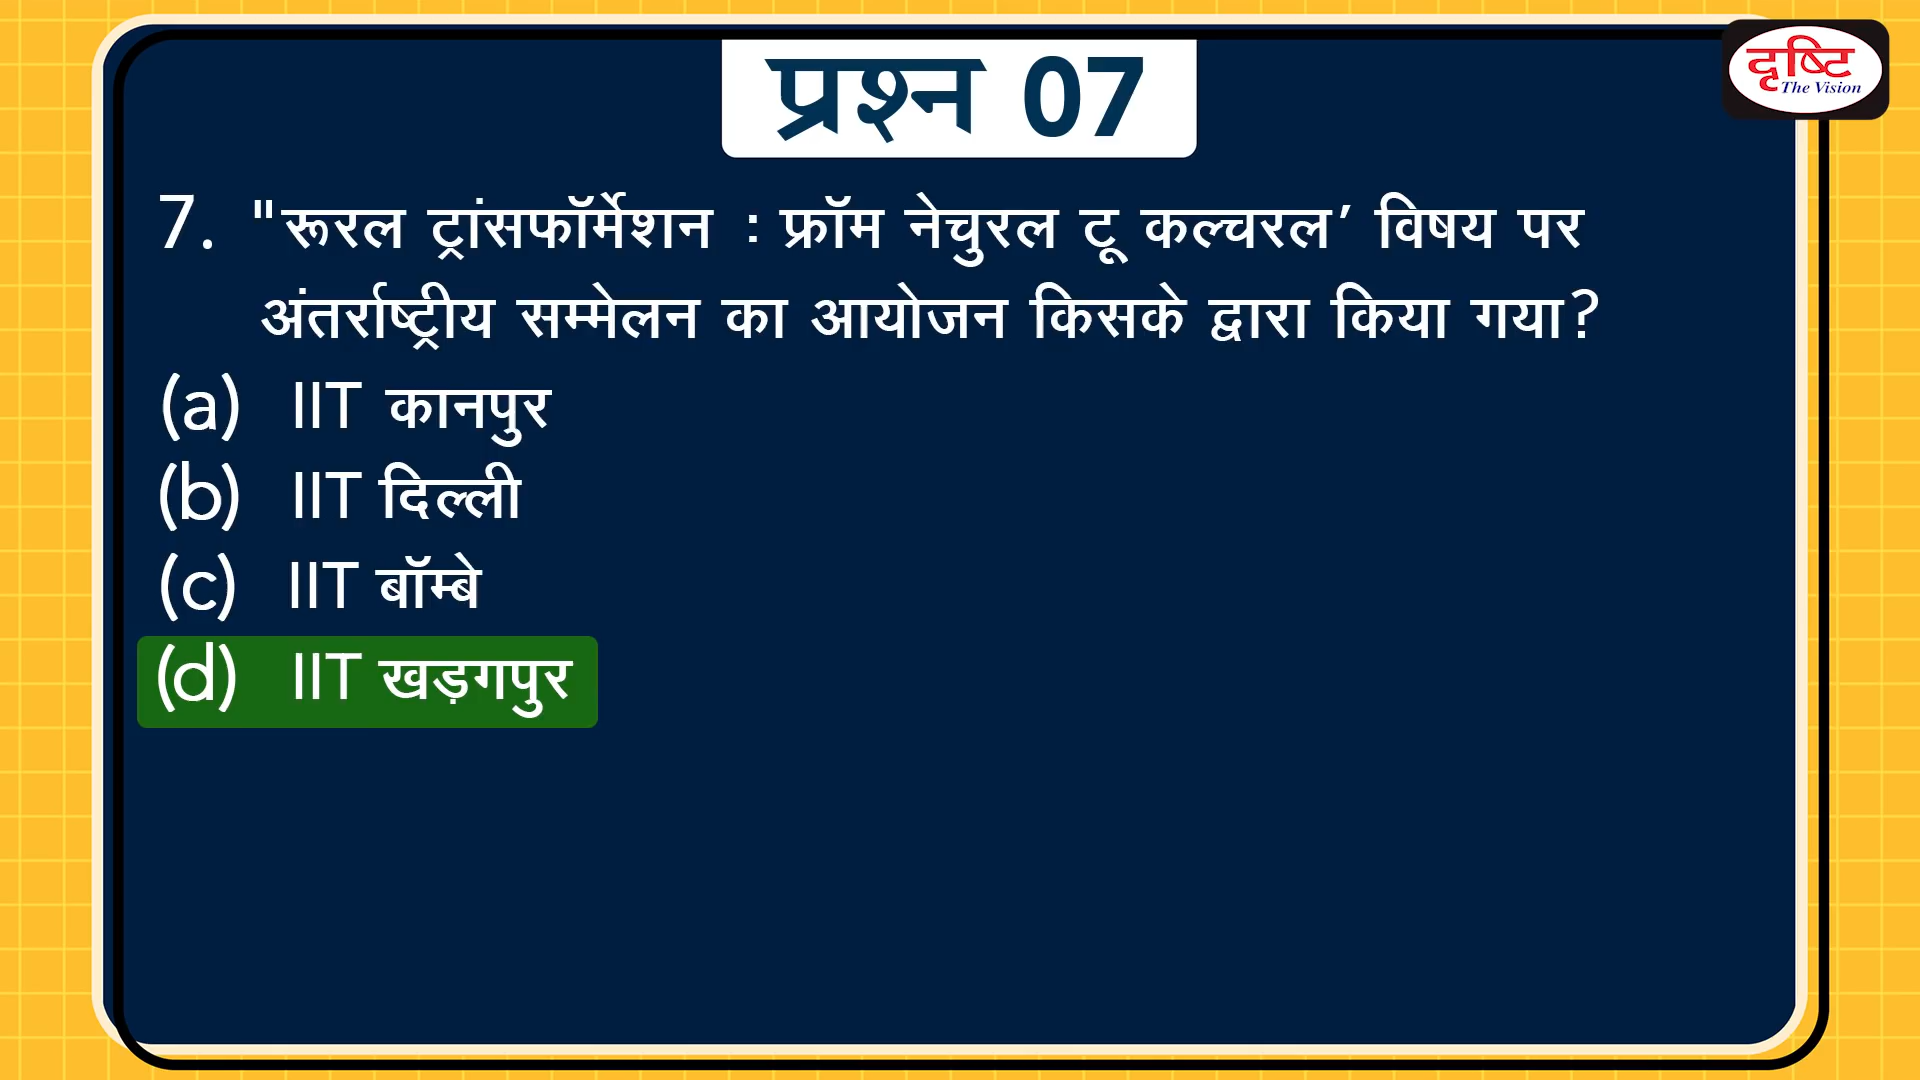 प्रश्न 07
दृष्टि
The Vision
7. "रूरल ट्रांसफॉर्मेशन : फ्रॉम नेचुरल टू कल्चरल’ विषय पर
अंतर्राष्ट्रीय सम्मेलन का आयोजन किसके द्वारा किया गया?
(a) IIT कानपुर
(b) IIT दिल्ली
(c) IIT बॉम्बे
(d) IIT खड़गपुर